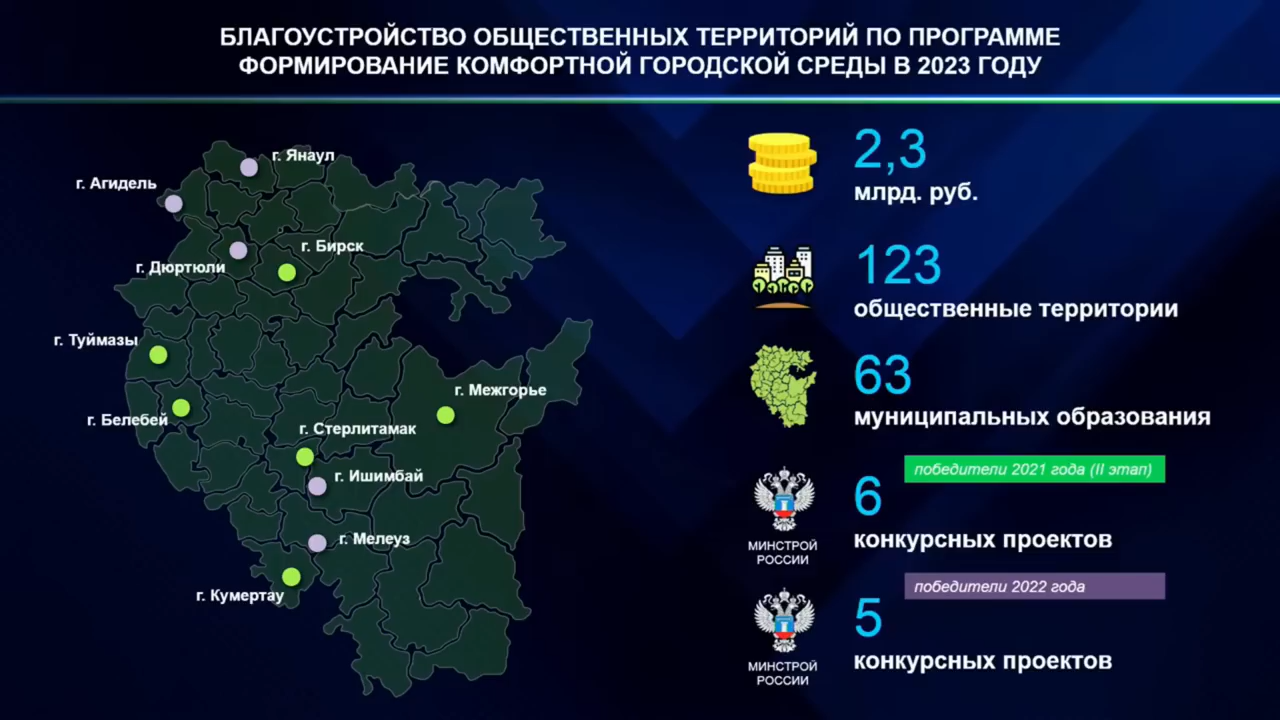 БЛАГОУСТРОЙСТВО ОБЩЕСТВЕННЫХ ТЕРРИТОРИЙ ПО ПРОГРАММЕ
ФОРМИРОВАНИЕ КОМФОРТНОЙ ГОРОДСКОЙ СРЕДЫ В 2023 ГОДУ
г. Янаул
г. Агидель
г. Бирск
г. Дюртюли
г. Туймазы
г. Межгорье
г. Белебей
г. Стерлитамак
г. Ишимбай
г. Мелеуз
г. Кумертау
2,3
млрд. руб.
123
общественные территории
63
муниципальных образования
победители 2021 года (II этап)
6
конкурсных проектов
МИНСТРОЙ
РОССИИ
победители 2022 года
5
конкурсных проектов
МИНСТРОЙ
РОССИИ